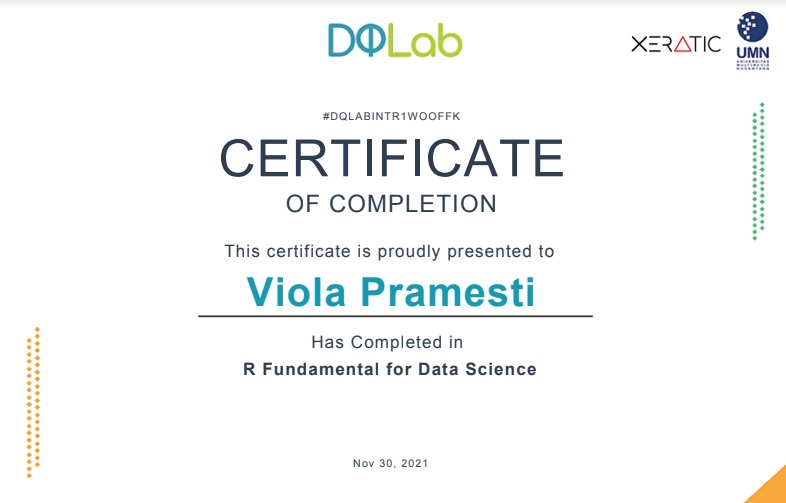 DQLab
XERATIC
UMN
UNIVERSITAS
MULTIMEDIA
NUSANTARA
#DQLABINTR1WOOFFK
CERTIFICATE
OF COMPLETION
This certificate is proudly presented to
Viola Pramesti
Has Completed in
R Fundamental for Data Science
Nov 30, 2021